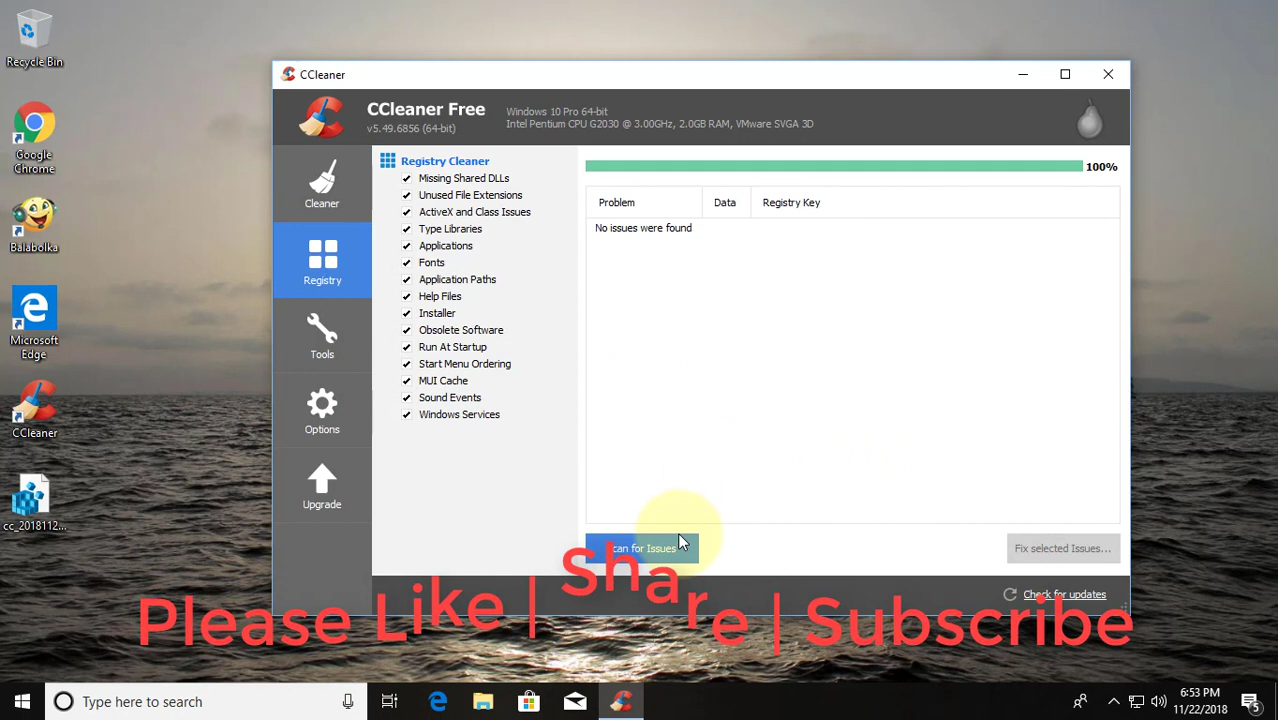 Recycle Bin
Google
Chrome
Balabolka
Microsoft
Edge
CCleaner
cc_2018112...
CCleaner
CCleaner Free
v5.49.6856 (64-bit)
Windows 10 Pro 64-bit
Intel Pentium CPU G2030 @ 3.00GHz, 2.0GB RAM, VMware SVGA 3D
Cleaner
Registry
Tools
Options
Upgrade
Registry Cleaner
Missing Shared DLLs
Unused File Extensions
ActiveX and Class Issues
Type Libraries
Applications
Fonts
Application Paths
Help Files
Installer
Obsolete Software
Run At Startup
Start Menu Ordering
MUI Cache
Sound Events
Windows Services
100%
Problem Data Registry Key
No issues were found
can for Issues
Fix selected Issues...
Check for updates
Please Like | Share | Subscribe
Type here to search
6:53 PM
11/22/2018
5